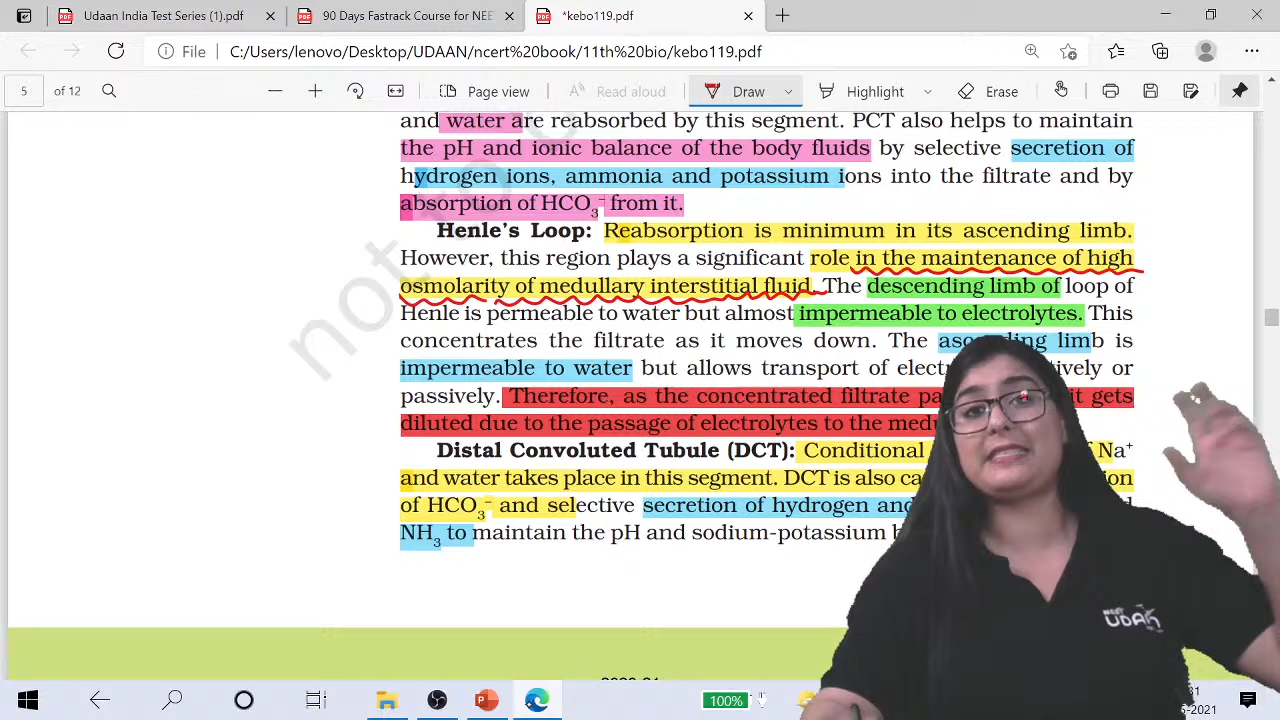 Udaan India Test Series (1).pdf
90 Days Fastrack Course
*kebo119.pdf
File
C:/Users/lenovo/Desktop/UDAAN/ncert%20book/11th%20bio/kebo119.pdf
5 of 12
Page view
Read aloud
Draw
Highlight
Erase
and water are reabsorbed by this segment. PCT also helps to maintain
the pH and ionic balance of the body fluids by selective secretion of
hydrogen ions, ammonia and potassium ions into the filtrate and by
absorption of HCO₃⁻ from it.
Henle's Loop: Reabsorption is minimum in its ascending limb.
However, this region plays a significant role in the maintenance of high
osmolarity of medullary interstitial fluid. The descending limb of loop of
Henle is permeable to water but almost impermeable to electrolytes. This
concentrates the filtrate as it moves down. The ascending limb is
impermeable to water but allows transport of or
passively. Therefore, as the concentrated filtrate it gets
diluted due to the passage of electrolytes to the
Distal Convoluted Tubule (DCT): Conditional of Na⁺
and water takes place in this segment. DCT is also
of HCO₃⁻ and selective secretion of hydrogen and
NH₃ to maintain the pH and sodium-potassium
not
UDAAN
100%